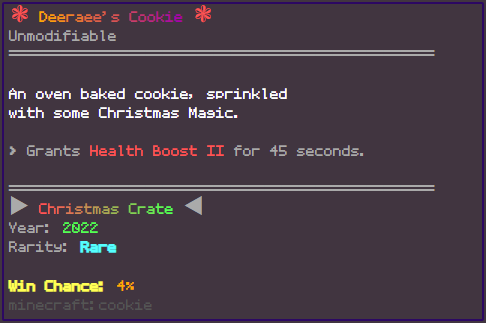 ❃ Deeraee's Cookie ❃
Unmodifiable
An oven baked cookie, sprinkled
with some Christmas Magic.
> Grants Health Boost II for 45 seconds.
▶ Christmas Crate ◀
Year: 2022
Rarity: Rare
Win Chance: 4%
minecraft:cookie